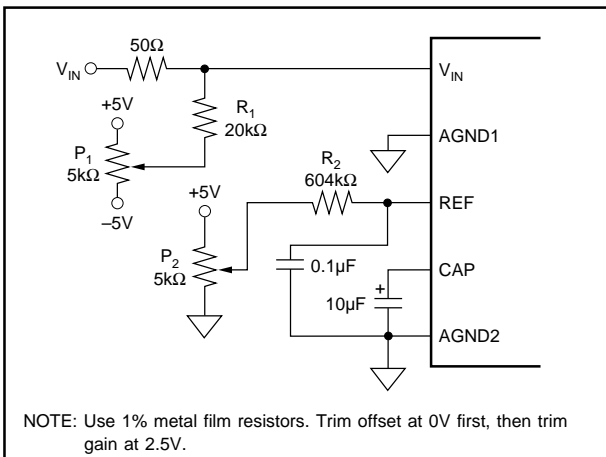 50Ω
V_IN
V_IN
+5V
R_1
20kΩ
AGND1
P_1
5kΩ
R_2
604kΩ
–5V
+5V
REF
P_2
5kΩ
0.1µF
CAP
+
10µF
AGND2
NOTE: Use 1% metal film resistors. Trim offset at 0V first, then trim
gain at 2.5V.